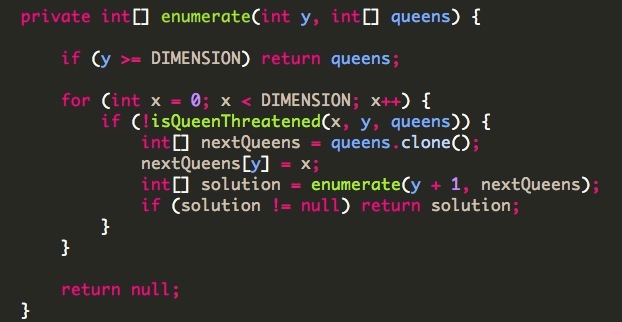 private int[] enumerate(int y, int[] queens) {
if (y >= DIMENSION) return queens;
for (int x = 0; x < DIMENSION; x++) {
if (!isQueenThreatened(x, y, queens)) {
int[] nextQueens = queens.clone();
nextQueens[y] = x;
int[] solution = enumerate(y + 1, nextQueens);
if (solution != null) return solution;
}
}
return null;
}